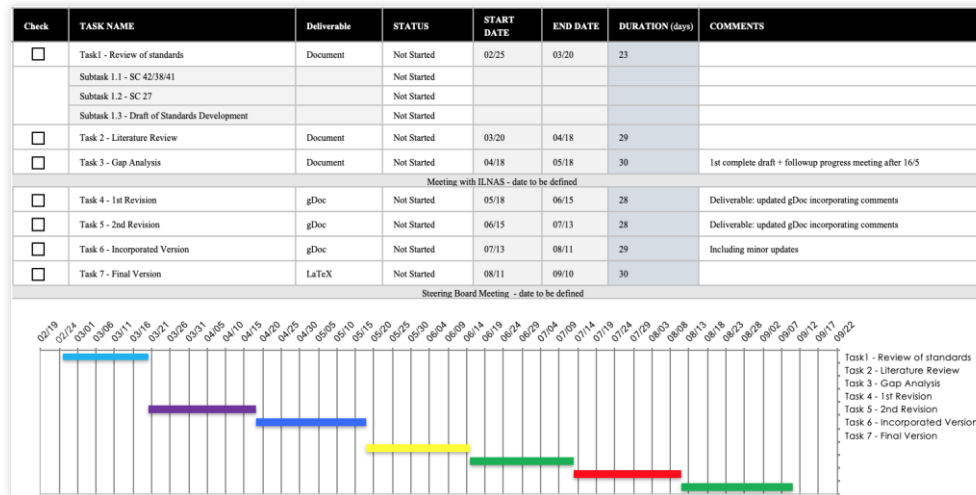 Check TASK NAME Deliverable STATUS START DATE END DATE DURATION (days) COMMENTS
Task1 - Review of standards Document Not Started 02/25 03/20 23
Subtask 1.1 - SC 42/38/41 Not Started
Subtask 1.2 - SC 27 Not Started
Subtask 1.3 - Draft of Standards Development Not Started
Task 2 - Literature Review Document Not Started 03/20 04/18 29
Task 3 - Gap Analysis Document Not Started 04/18 05/18 30 1st complete draft + followup progress meeting after 16/5
Meeting with ILNAS - date to be defined
Task 4 - 1st Revision gDoc Not Started 05/18 06/15 28 Deliverable: updated gDoc incorporating comments
Task 5 - 2nd Revision gDoc Not Started 06/15 07/13 28 Deliverable: updated gDoc incorporating comments
Task 6 - Incorporated Version gDoc Not Started 07/13 08/11 29 Including minor updates
Task 7 - Final Version LaTeX Not Started 08/11 09/10 30
Steering Board Meeting - date to be defined
02/19 02/24 03/01 03/06 03/11 03/16 03/21 03/26 03/31 04/05 04/10 04/15 04/20 04/25 04/30 05/05 05/10 05/15 05/20 05/25 05/30 06/04 06/09 06/14 06/19 06/24 06/29 07/04 07/09 07/14 07/19 07/24 07/29 08/03 08/08 08/13 08/18 08/23 08/28 09/02 09/07 09/12 09/17 09/22
Task1 - Review of standards
Task 2 - Literature Review
Task 3 - Gap Analysis
Task 4 - 1st Revision
Task 5 - 2nd Revision
Task 6 - Incorporated Version
Task 7 - Final Version